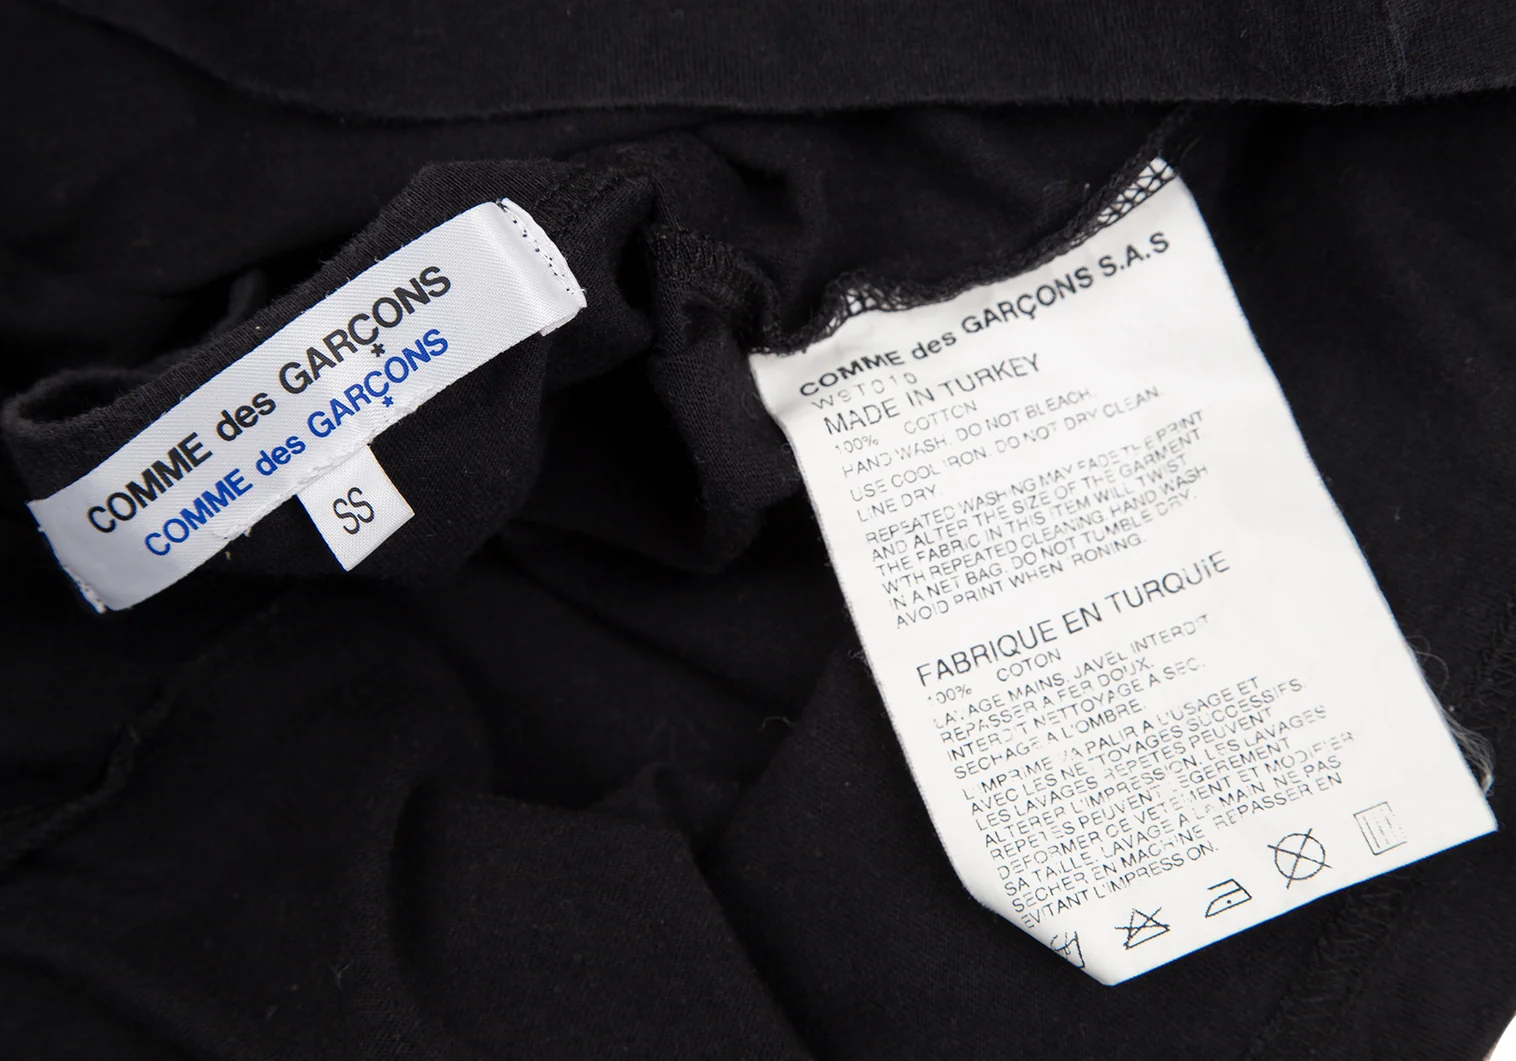 COMME des GARÇONS
*
COMME des GARÇONS
*
SS
COMME des GARÇONS S.A.S
WST010
MADE IN TURKEY
100% COTTON
HAND WASH. DO NOT BLEACH.
USE COOL IRON. DO NOT DRY CLEAN.
LINE DRY.
REPEATED WASHING MAY FADE THE PRINT
AND ALTER THE SIZE OF THE GARMENT.
THE FABRIC IN THIS ITEM WILL TWIST
WITH REPEATED CLEANING HAND WASH
IN A NET BAG. DO NOT TUMBLE DRY.
AVOID PRINT WHEN IRONING.
FABRIQUE EN TURQUIE
100% COTON
LAVAGE MAINS. JAVEL INTERDIT
REPASSER A FER DOUX.
INTERDIT NETTOYAGE A SEC.
SECHAGE A L'OMBRE.
L'IMPRIME VA PALIR A L'USAGE ET
AVEC LES NETTOYAGES SUCCESSIFS.
LES LAVAGES REPETES PEUVENT
ALTERER L'IMPRESSION. LES LAVAGES
REPETES PEUVENT LEGEREMENT
DEFORMER CE VETEMENT ET MODIFIER
SA TAILLE. LAVAGE A LA MAIN. NE PAS
SECHER EN MACHINE. REPASSER EN
EVITANT L'IMPRESSION.